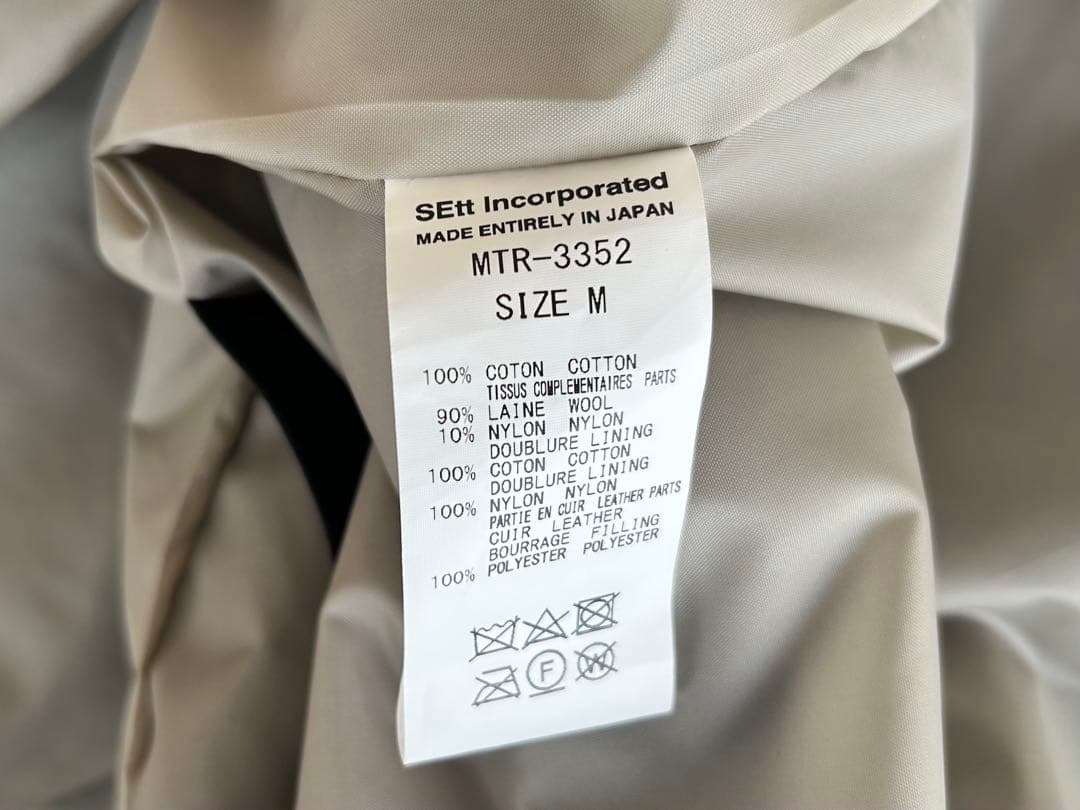 SEtt Incorporated
MADE ENTIRELY IN JAPAN
MTR-3352
SIZE M
100% COTON COTTON
TISSUS COMPLEMENTAIRES PARTS
90% LAINE WOOL
10% NYLON NYLON
DOUBLURE LINING
100% COTON COTTON
DOUBLURE LINING
100% NYLON NYLON
PARTIE EN CUIR LEATHER PARTS
CUIR LEATHER
BOURRAGE FILLING
100% POLYESTER POLYESTER
F W